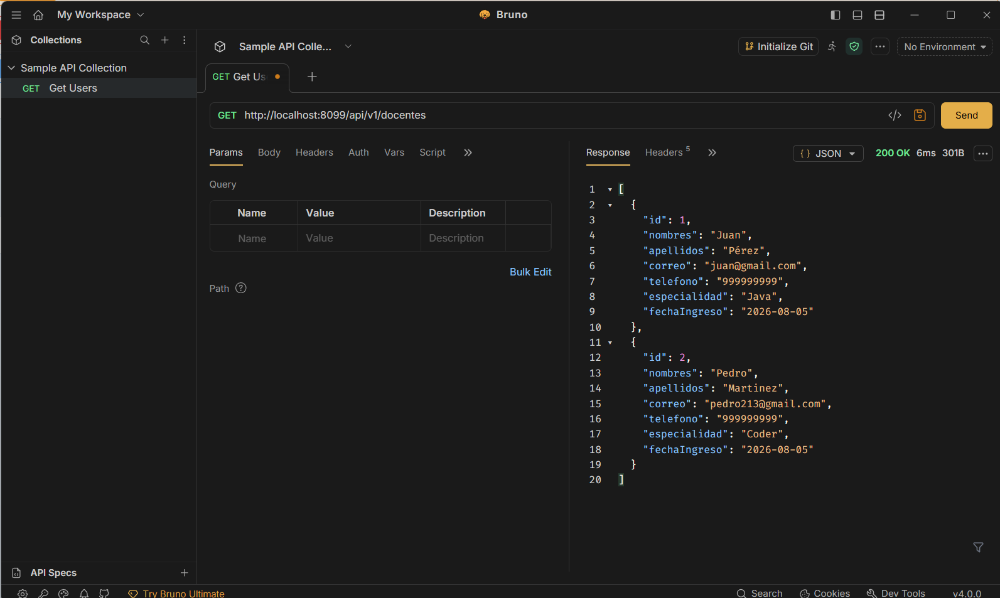 My Workspace
Bruno
Collections
Sample API Colle...
Initialize Git
No Environment
Sample API Collection
GET Get Users
GET Get Us
GET http://localhost:8099/api/v1/docentes
Send
Params Body Headers Auth Vars Script
Response Headers 5
{ } JSON
200 OK 6ms 301B
Query
Name Value Description
Name Value Description
Bulk Edit
Path ?
1 [
2 {
3 "id": 1,
4 "nombres": "Juan",
5 "apellidos": "Pérez",
6 "correo": "juan@gmail.com",
7 "telefono": "999999999",
8 "especialidad": "Java",
9 "fechaIngreso": "2026-08-05"
10 },
11 {
12 "id": 2,
13 "nombres": "Pedro",
14 "apellidos": "Martinez",
15 "correo": "pedro213@gmail.com",
16 "telefono": "999999999",
17 "especialidad": "Coder",
18 "fechaIngreso": "2026-08-05"
19 }
20 ]
API Specs
Try Bruno Ultimate
Search Cookies Dev Tools v4.0.0